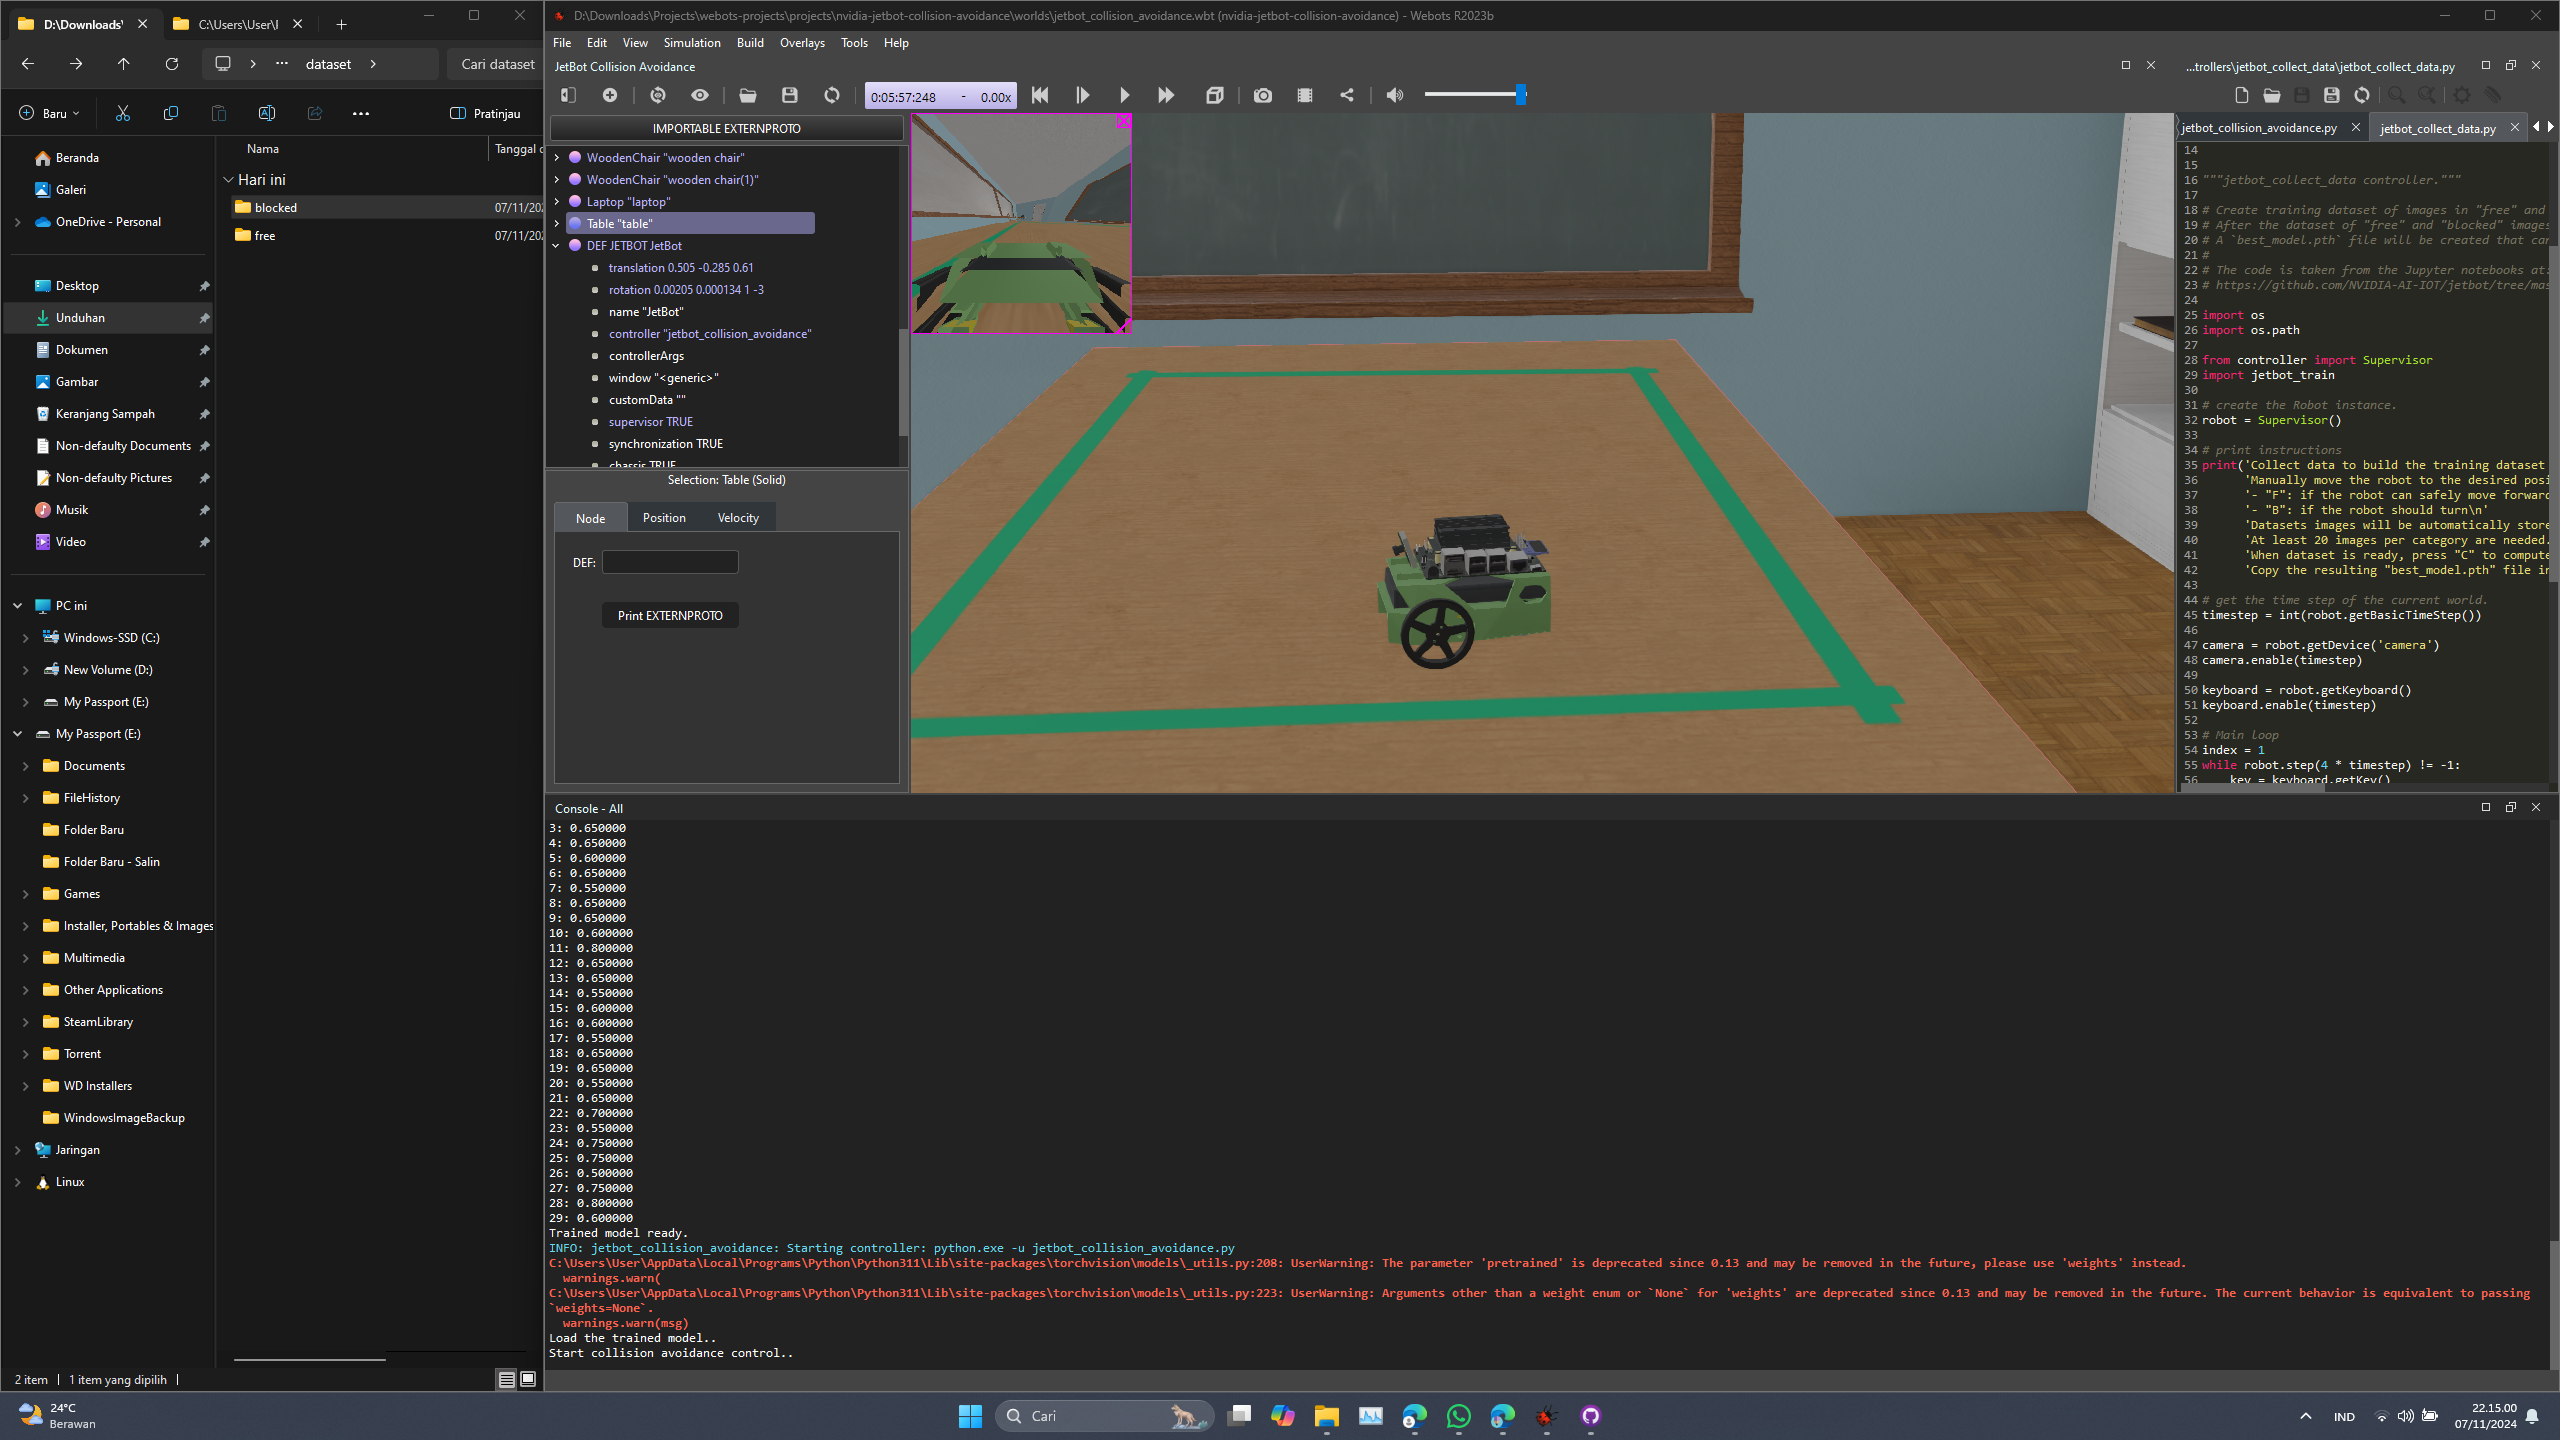 D:\Downloads\
C:\Users\User\I
dataset
Cari dataset
Baru
Pratinjau
Beranda
Galeri
OneDrive - Personal
Desktop
Unduhan
Dokumen
Gambar
Keranjang Sampah
Non-defaulty Documents
Non-defaulty Pictures
Musik
Video
PC ini
Windows-SSD (C:)
New Volume (D:)
My Passport (E:)
My Passport (E:)
Documents
FileHistory
Folder Baru
Folder Baru - Salin
Games
Installer, Portables & Images
Multimedia
Other Applications
SteamLibrary
Torrent
WD Installers
WindowsImageBackup
Jaringan
Linux
Nama
Tanggal
Hari ini
blocked
07/11/202
free
07/11/202
2 item
1 item yang dipilih
D:\Downloads\Projects\webots-projects\projects\nvidia-jetbot-collision-avoidance\worlds\jetbot_collision_avoidance.wbt (nvidia-jetbot-collision-avoidance) - Webots R2023b
File Edit View Simulation Build Overlays Tools Help
JetBot Collision Avoidance
0:05:57:248 - 0.00x
IMPORTABLE EXTERNPROTO
WoodenChair "wooden chair"
WoodenChair "wooden chair(1)"
Laptop "laptop"
Table "table"
DEF JETBOT JetBot
translation 0.505 -0.285 0.61
rotation 0.00205 0.000134 1 -3
name "JetBot"
controller "jetbot_collision_avoidance"
controllerArgs
window "<generic>"
customData ""
supervisor TRUE
synchronization TRUE
chassis TRUE
Selection: Table (Solid)
Node Position Velocity
DEF:
Print EXTERNPROTO
...trollers\jetbot_collect_data\jetbot_collect_data.py
jetbot_collision_avoidance.py
jetbot_collect_data.py
14
15
16 """jetbot_collect_data controller."""
17
18 # Create training dataset of images in "free" and
19 # After the dataset of "free" and "blocked" images
20 # A `best_model.pth` file will be created that can
21 #
22 # The code is taken from the Jupyter notebooks at:
23 # https://github.com/NVIDIA-AI-IOT/jetbot/tree/mas
24
25 import os
26 import os.path
27
28 from controller import Supervisor
29 import jetbot_train
30
31 # create the Robot instance.
32 robot = Supervisor()
33
34 # print instructions
35 print('Collect data to build the training dataset
36 'Manually move the robot to the desired posi
37 '- "F": if the robot can safely move forward
38 '- "B": if the robot should turn\n'
39 'Datasets images will be automatically store
40 'At least 20 images per category are needed.
41 'When dataset is ready, press "C" to compute
42 'Copy the resulting "best_model.pth" file in
43
44 # get the time step of the current world.
45 timestep = int(robot.getBasicTimeStep())
46
47 camera = robot.getDevice('camera')
48 camera.enable(timestep)
49
50 keyboard = robot.getKeyboard()
51 keyboard.enable(timestep)
52
53 # Main loop
54 index = 1
55 while robot.step(4 * timestep) != -1:
56 key = keyboard.getKey()
Console - All
3: 0.650000
4: 0.650000
5: 0.600000
6: 0.650000
7: 0.550000
8: 0.650000
9: 0.650000
10: 0.600000
11: 0.800000
12: 0.650000
13: 0.650000
14: 0.550000
15: 0.600000
16: 0.600000
17: 0.550000
18: 0.650000
19: 0.650000
20: 0.550000
21: 0.650000
22: 0.700000
23: 0.550000
24: 0.750000
25: 0.750000
26: 0.500000
27: 0.750000
28: 0.800000
29: 0.600000
Trained model ready.
INFO: jetbot_collision_avoidance: Starting controller: python.exe -u jetbot_collision_avoidance.py
C:\Users\User\AppData\Local\Programs\Python\Python311\Lib\site-packages\torchvision\models\_utils.py:208: UserWarning: The parameter 'pretrained' is deprecated since 0.13 and may be removed in the future, please use 'weights' instead.
warnings.warn(
C:\Users\User\AppData\Local\Programs\Python\Python311\Lib\site-packages\torchvision\models\_utils.py:223: UserWarning: Arguments other than a weight enum or `None` for 'weights' are deprecated since 0.13 and may be removed in the future. The current behavior is equivalent to passing
`weights=None`.
warnings.warn(msg)
Load the trained model..
Start collision avoidance control..
24°C
Berawan
Cari
IND
22.15.00
07/11/2024